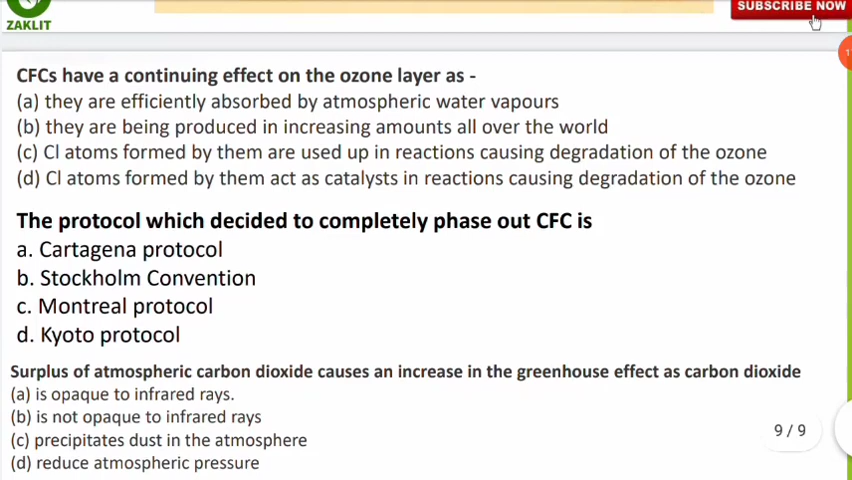 SUBSCRIBE NOW
ZAKLIT
CFCs have a continuing effect on the ozone layer as -
(a) they are efficiently absorbed by atmospheric water vapours
(b) they are being produced in increasing amounts all over the world
(c) Cl atoms formed by them are used up in reactions causing degradation of the ozone
(d) Cl atoms formed by them act as catalysts in reactions causing degradation of the ozone
The protocol which decided to completely phase out CFC is
a. Cartagena protocol
b. Stockholm Convention
c. Montreal protocol
d. Kyoto protocol
Surplus of atmospheric carbon dioxide causes an increase in the greenhouse effect as carbon dioxide
(a) is opaque to infrared rays.
(b) is not opaque to infrared rays
(c) precipitates dust in the atmosphere
(d) reduce atmospheric pressure
9 / 9